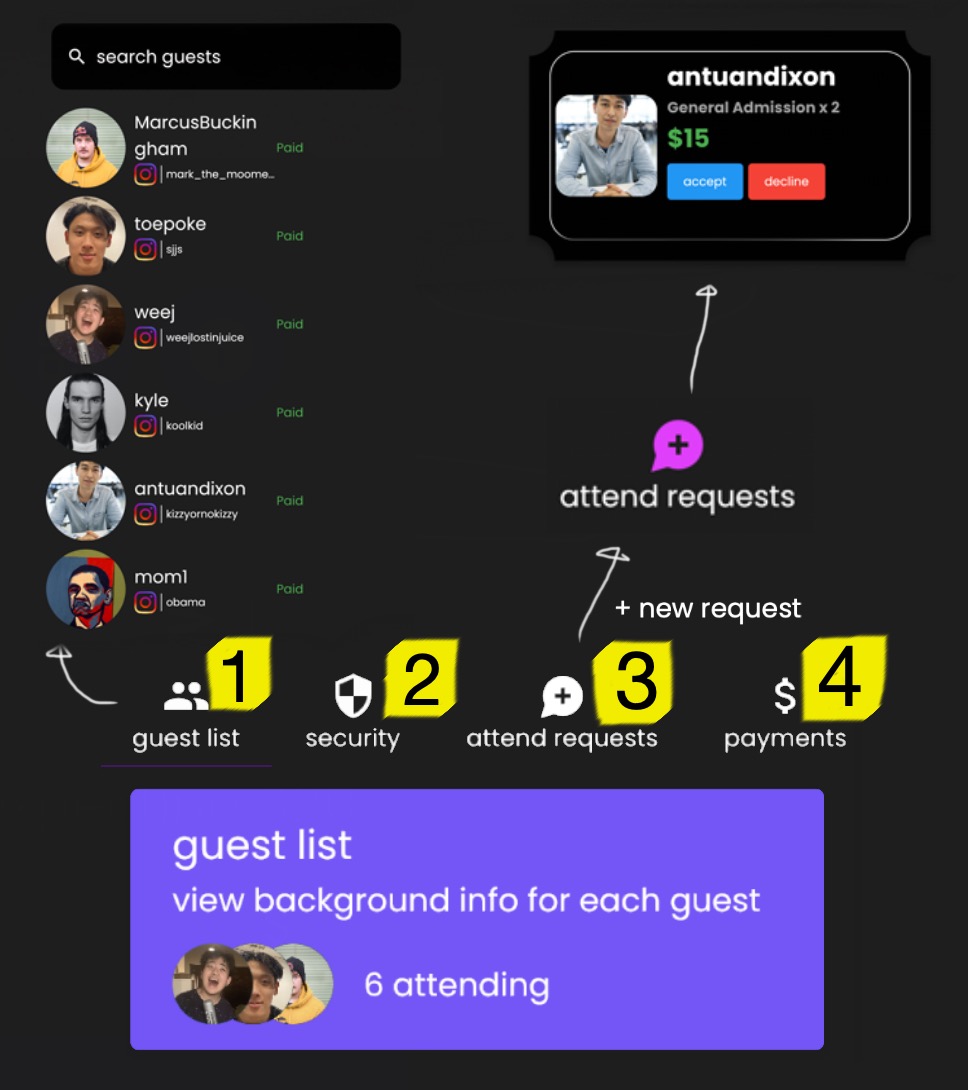 search guests
MarcusBuckin
gham
Paid
mark_the_moome...
toepoke
Paid
sjjs
weej
Paid
weejlostinjuice
kyle
Paid
koolkid
antuandixon
Paid
kizzyornokizzy
mom1
Paid
obama
antuandixon
General Admission x 2
$15
accept decline
attend requests
+ new request
1 2 3 $ 4
guest list security attend requests payments
guest list
view background info for each guest
6 attending